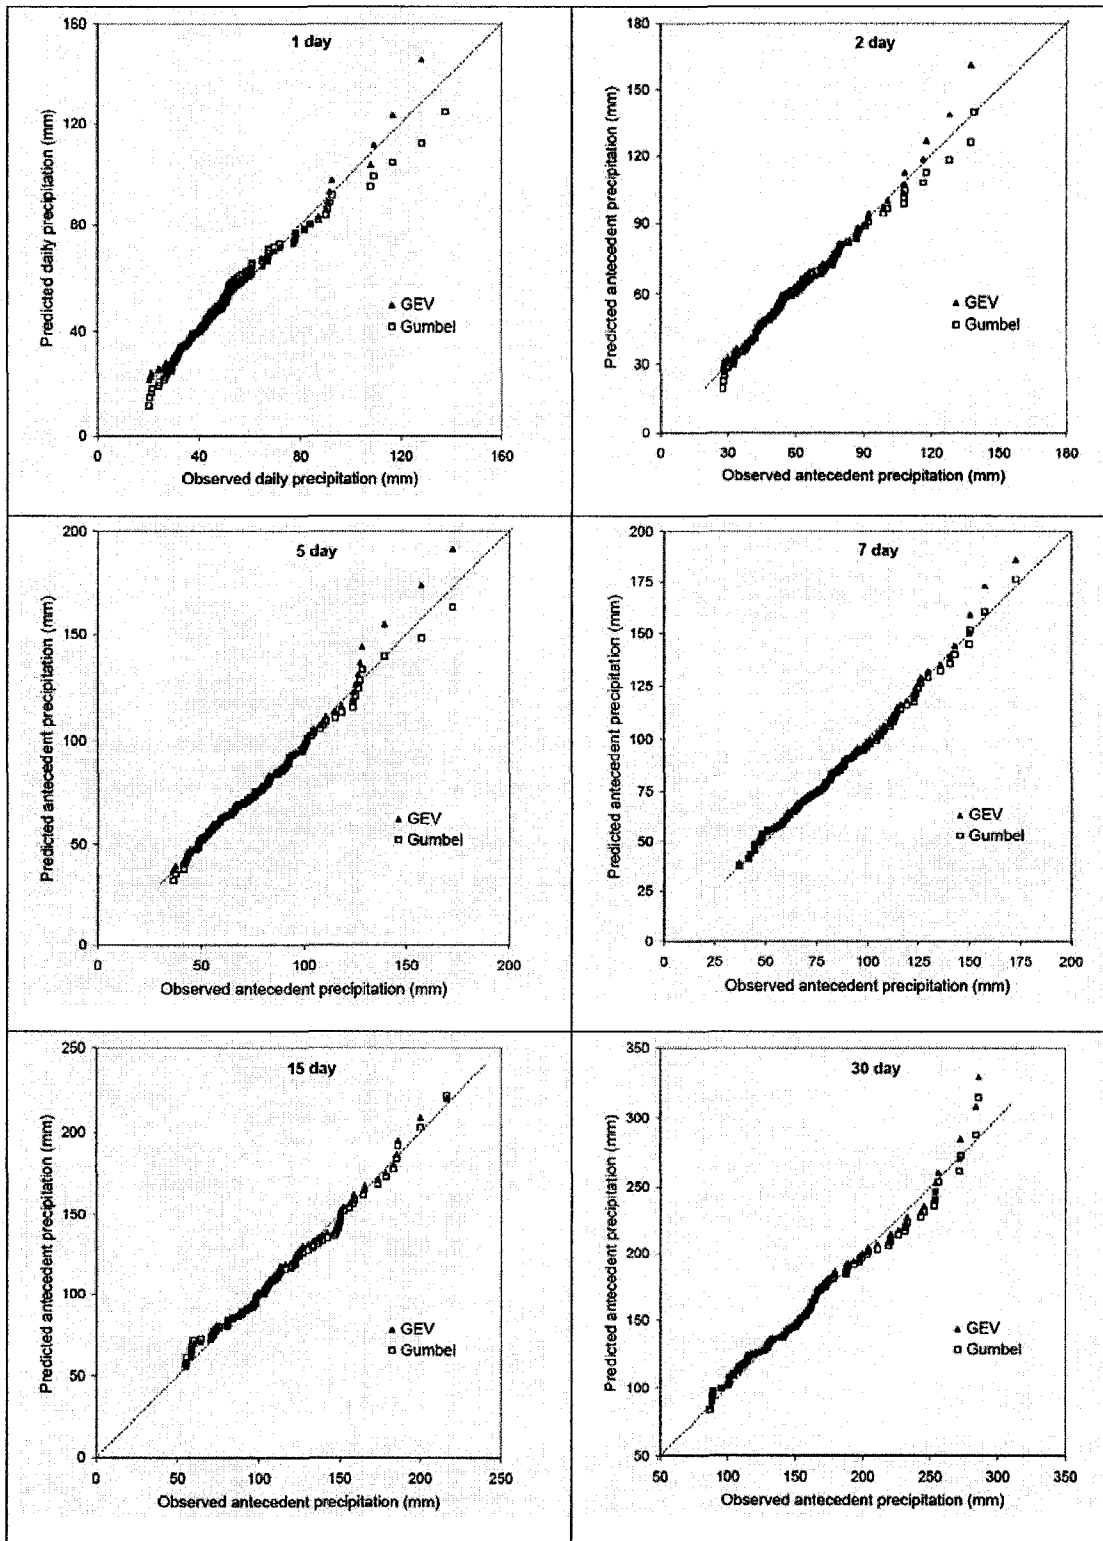 1 day
Predicted daily precipitation (mm)
160
120
80
40
0
GEV
Gumbel
0 40 80 120 160
Observed daily precipitation (mm)
2 day
Predicted antecedent precipitation (mm)
180
150
120
90
60
30
0
GEV
Gumbel
0 30 60 90 120 150 180
Observed antecedent precipitation (mm)
5 day
Predicted antecedent precipitation (mm)
200
150
100
50
0
GEV
Gumbel
0 50 100 150 200
Observed antecedent precipitation (mm)
7 day
Predicted antecedent precipitation (mm)
200
175
150
125
100
75
50
25
0
GEV
Gumbel
0 25 50 75 100 125 150 175 200
Observed antecedent precipitation (mm)
15 day
Predicted antecedent precipitation (mm)
250
200
150
100
50
0
GEV
Gumbel
0 50 100 150 200 250
Observed antecedent precipitation (mm)
30 day
Predicted antecedent precipitation (mm)
350
300
250
200
150
100
50
GEV
Gumbel
50 100 150 200 250 300 350
Observed antecedent precipitation (mm)